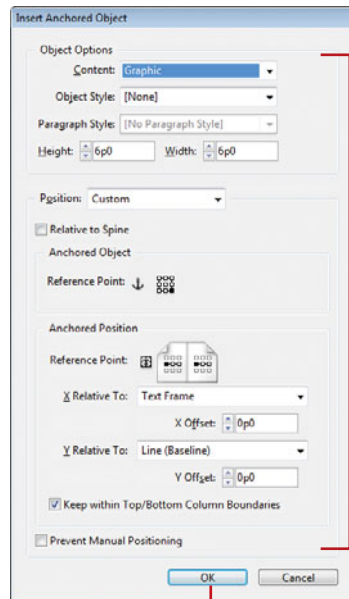 Insert Anchored Object
Object Options
Content: Graphic
Object Style: [None]
Paragraph Style: [No Paragraph Style]
Height: 6p0 Width: 6p0
Position: Custom
Relative to Spine
Anchored Object
Reference Point:
Anchored Position
Reference Point:
X Relative To: Text Frame
X Offset: 0p0
Y Relative To: Line (Baseline)
Y Offset: 0p0
Keep within Top/Bottom Column Boundaries
Prevent Manual Positioning
OK Cancel